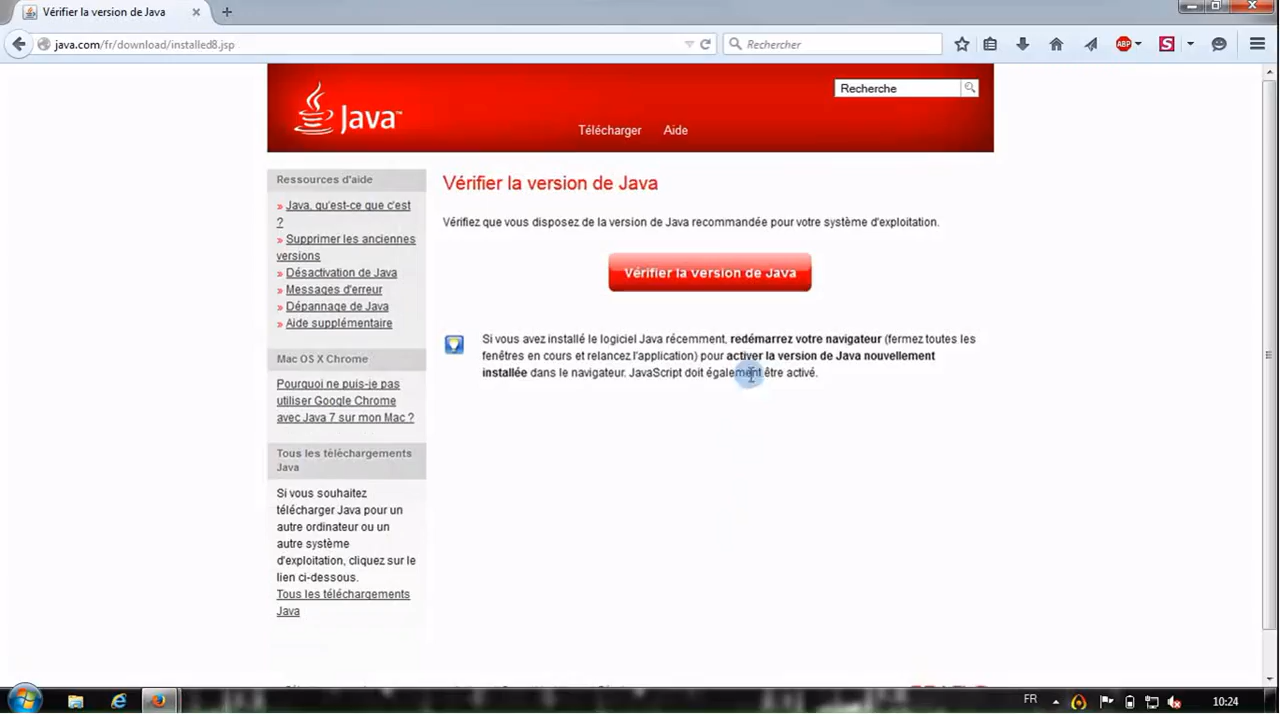 Vérifier la version de Java
java.com/fr/download/installed8.jsp
Rechercher
ABP
S
Java™
Recherche
Télécharger
Aide
Ressources d'aide
» Java, qu'est-ce que c'est
?
» Supprimer les anciennes
versions
» Désactivation de Java
» Messages d'erreur
» Dépannage de Java
» Aide supplémentaire
Mac OS X Chrome
Pourquoi ne puis-je pas
utiliser Google Chrome
avec Java 7 sur mon Mac ?
Tous les téléchargements
Java
Si vous souhaitez
télécharger Java pour un
autre ordinateur ou un
autre système
d'exploitation, cliquez sur le
lien ci-dessous.
Tous les téléchargements
Java
Vérifier la version de Java
Vérifiez que vous disposez de la version de Java recommandée pour votre système d'exploitation.
Vérifier la version de Java
Si vous avez installé le logiciel Java récemment, redémarrez votre navigateur (fermez toutes les
fenêtres en cours et relancez l'application) pour activer la version de Java nouvellement
installée dans le navigateur. JavaScript doit également être activé.
FR
10:24